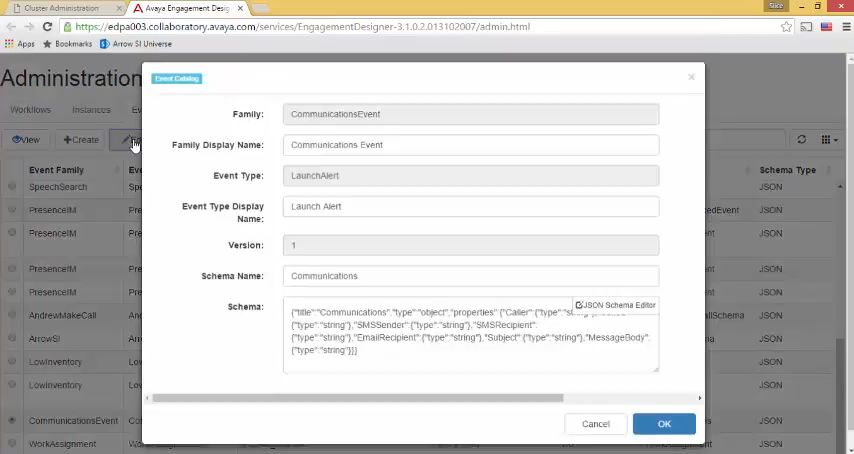 Cluster Administration
Avaya Engagement Desig
Slice
https://edpa003.collaboratory.avaya.com/services/EngagementDesigner-3.1.0.2.013102007/admin.html
Apps
Bookmarks
Arrow SI Universe
Administration
Event Catalog
×
Workflows
Instances
View
+Create
Event Family
Schema Type
SpeechSearch
JSON
PresenceIM
JSON
PresenceIM
JSON
PresenceIM
JSON
PresenceIM
JSON
AndrewMakeCall
JSON
ArrowSI
JSON
LowInventory
JSON
LowInventory
JSON
CommunicationsEvent
JSON
WorkAssignment
JSON
Family:
CommunicationsEvent
Family Display Name:
Communications Event
Event Type:
LaunchAlert
Event Type Display
Name:
Launch Alert
Version:
1
Schema Name:
Communications
Schema:
JSON Schema Editor
{"title":"Communications","type":"object","properties":{"Caller":{"type":"string"
{"type":"string"},"SMSSender":{"type":"string"},"SMSRecipient":
{"type":"string"},"EmailRecipient":{"type":"string"},"Subject":{"type":"string"},"MessageBody":
{"type":"string"}}}
Cancel
OK